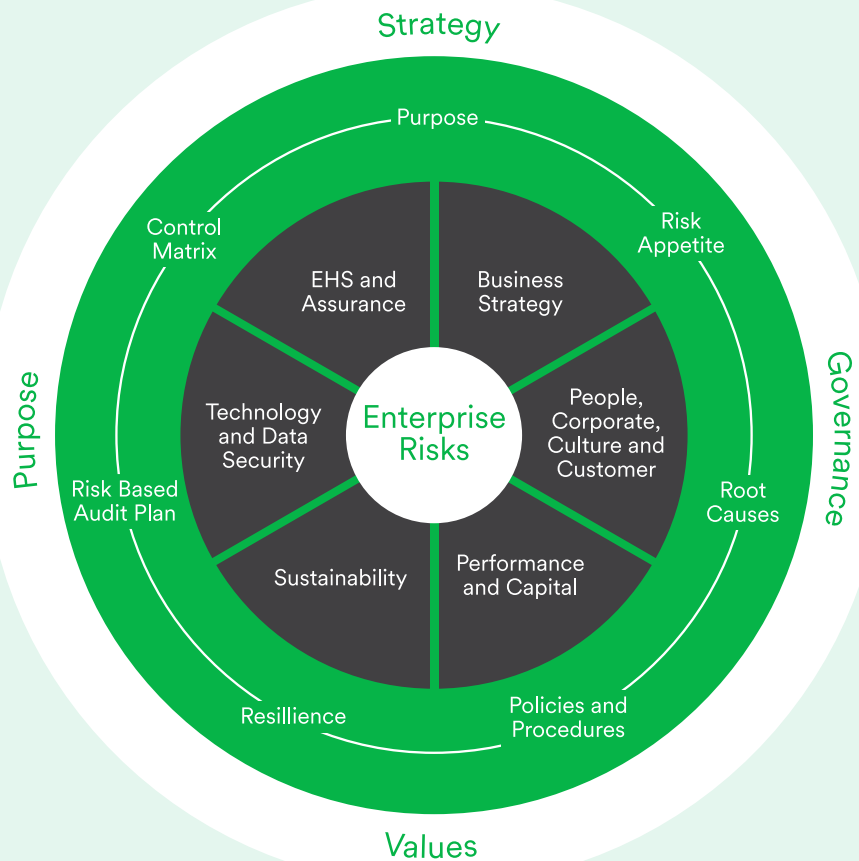 Strategy
Purpose
Control
Matrix
Risk
Appetite
EHS and
Assurance
Business
Strategy
Purpose
Governance
Technology
and Data
Security
Enterprise
Risks
People,
Corporate,
Culture and
Customer
Risk Based
Audit Plan
Root
Causes
Sustainability
Performance
and Capital
Resillience
Policies and
Procedures
Values